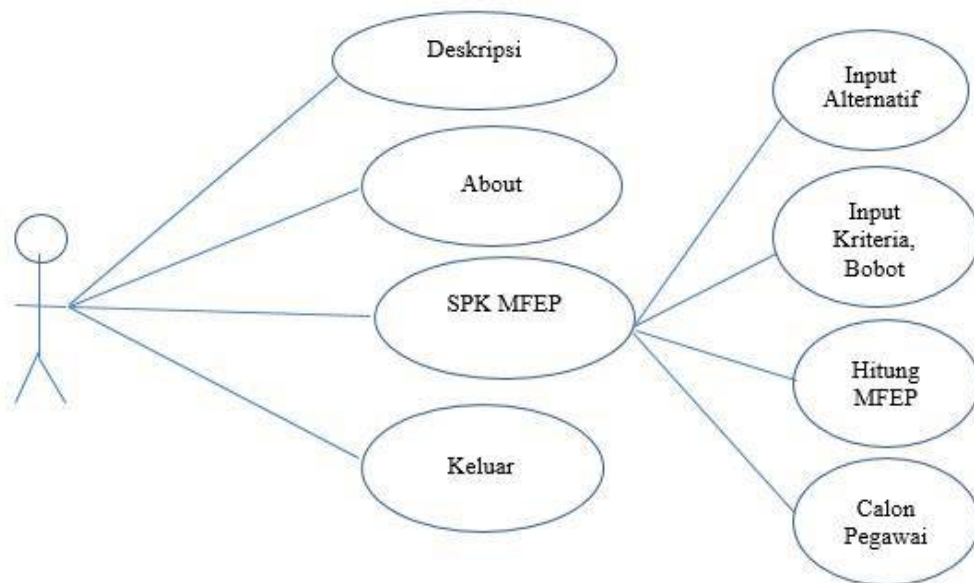 Deskripsi
About
SPK MFEP
Keluar
Input
Alternatif
Input
Kriteria,
Bobot
Hitung
MFEP
Calon
Pegawai